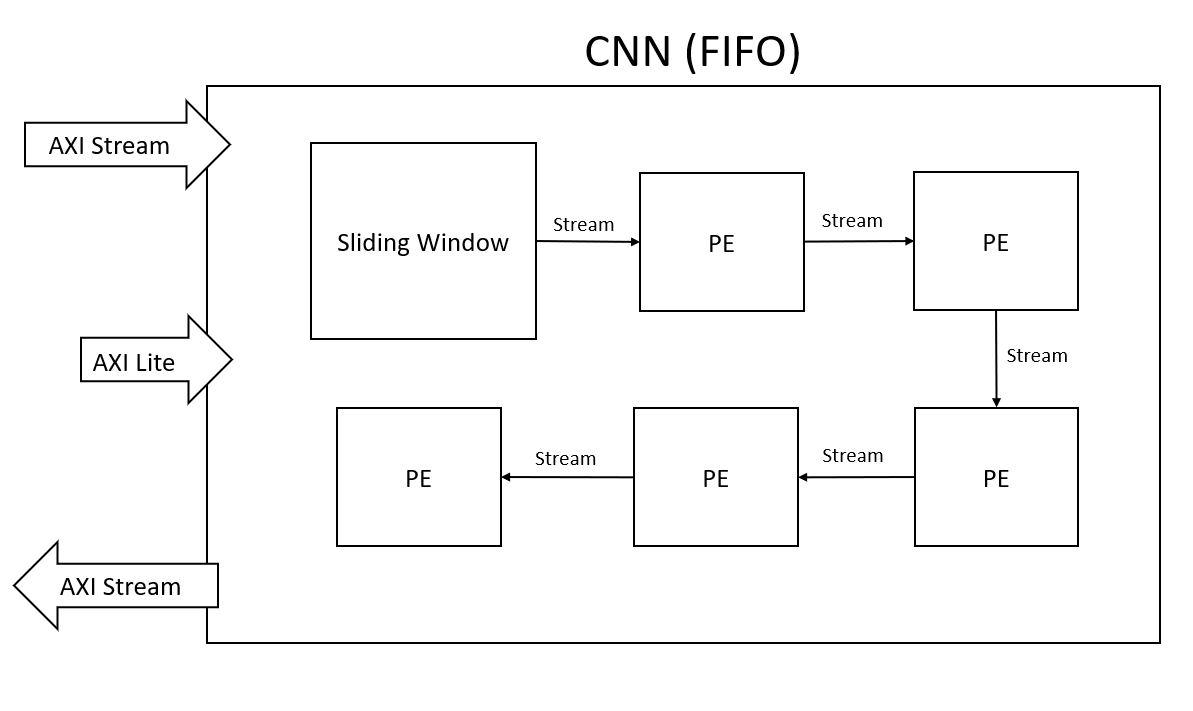 CNN (FIFO)
AXI Stream
Sliding Window
Stream
PE
Stream
PE
Stream
AXI Lite
PE
Stream
PE
Stream
PE
AXI Stream